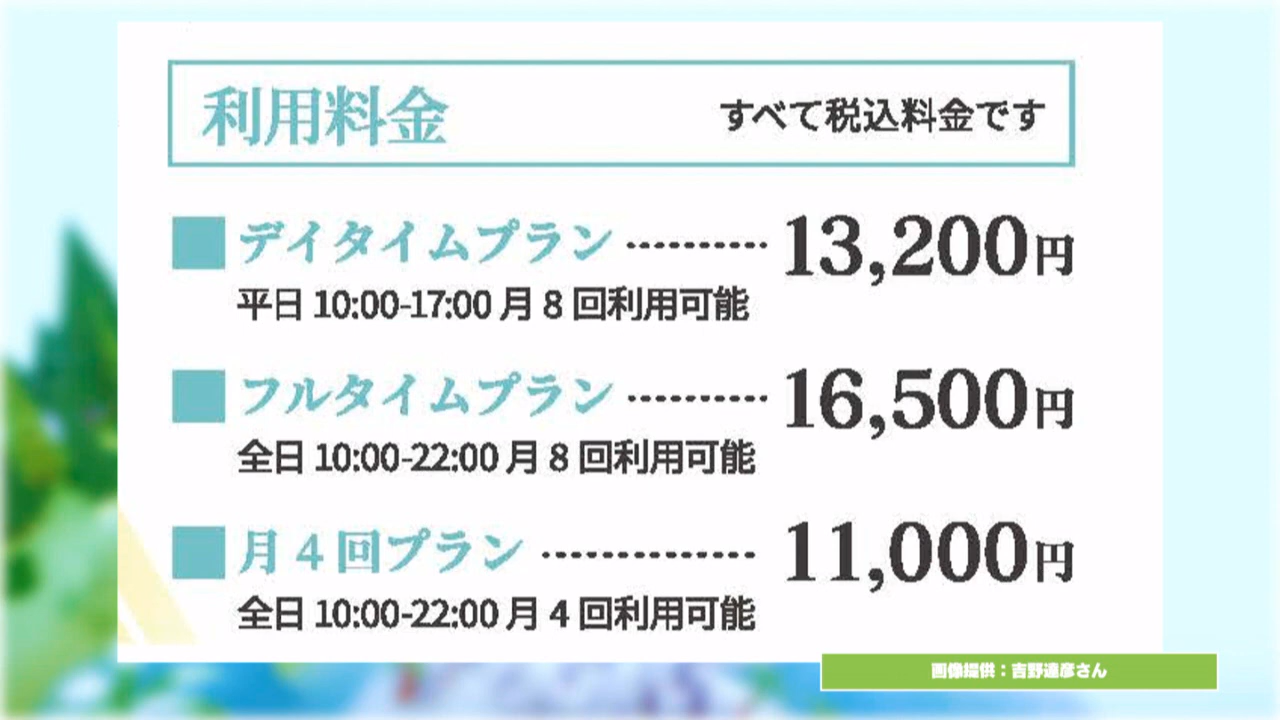 利用料金
すべて税込料金です
デイタイムプラン ·········· 13,200円
平日 10:00-17:00 月 8 回利用可能
フルタイムプラン ·········· 16,500円
全日 10:00-22:00 月 8 回利用可能
月 4 回プラン ··············· 11,000円
全日 10:00-22:00 月 4 回利用可能
画像提供：吉野達彦さん